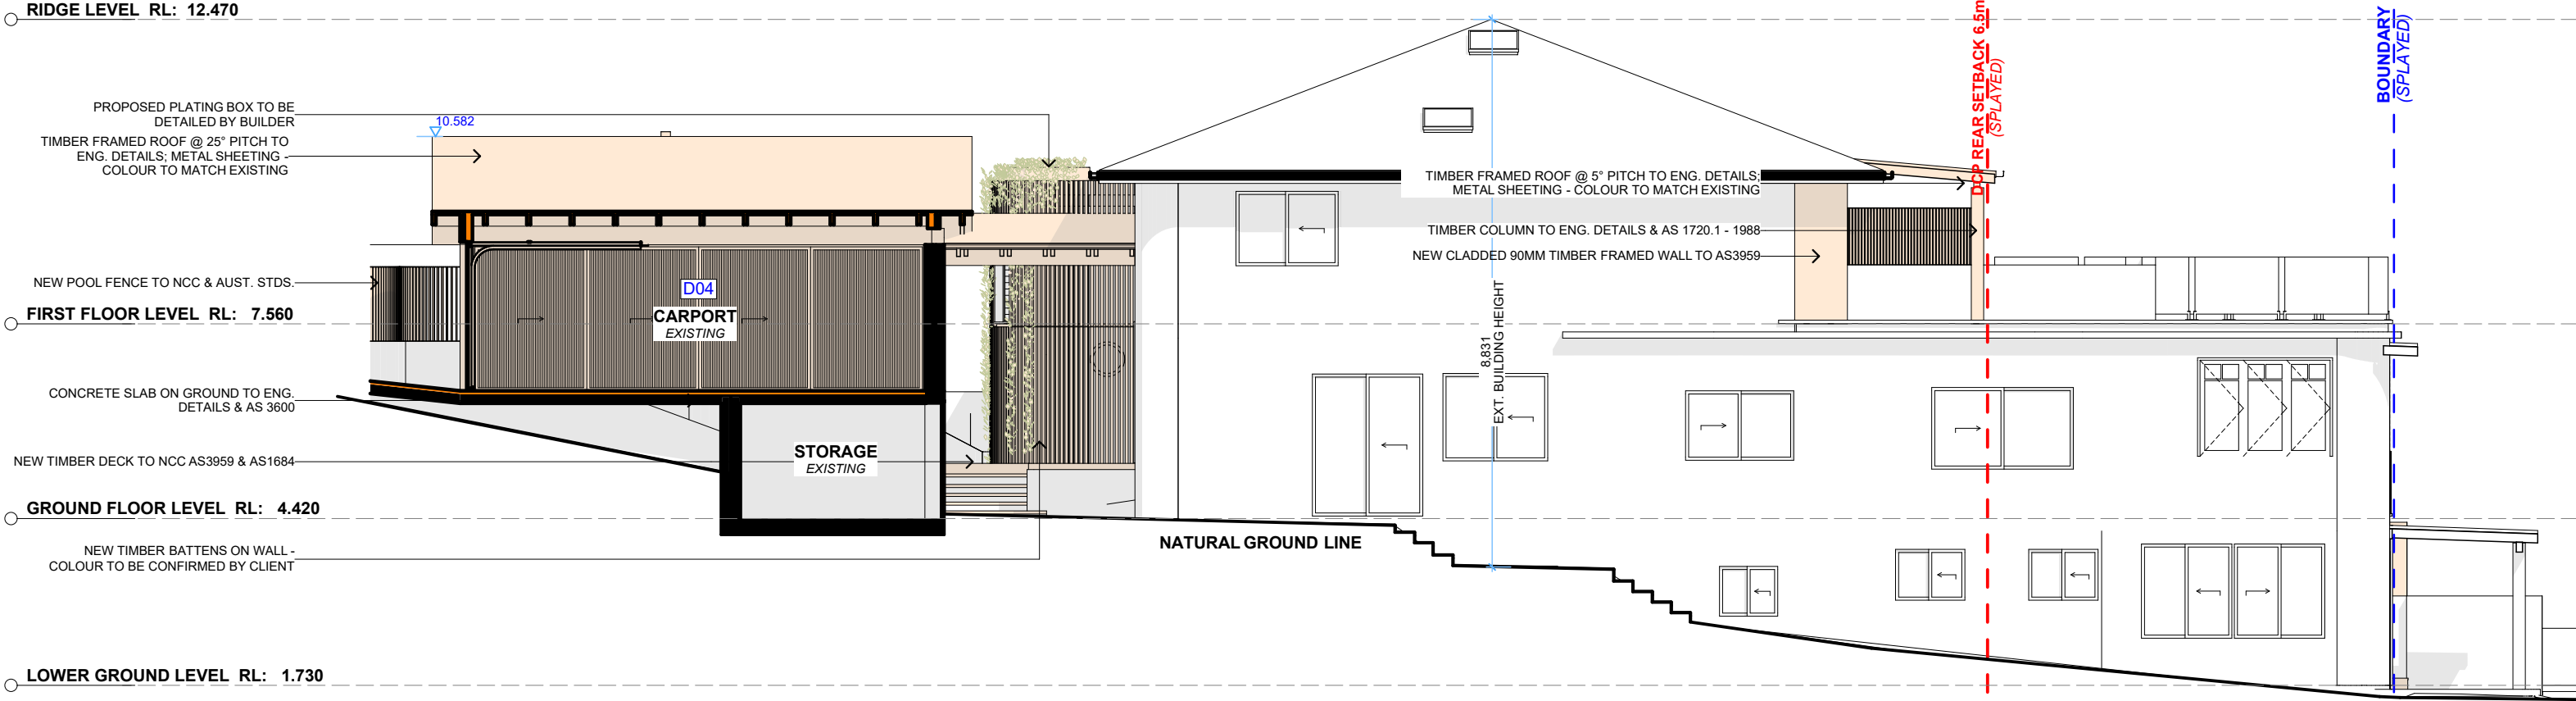 RIDGE LEVEL RL: 12.470
PROPOSED PLATING BOX TO BE
DETAILED BY BUILDER
10.582
TIMBER FRAMED ROOF @ 25° PITCH TO
ENG. DETAILS; METAL SHEETING -
COLOUR TO MATCH EXISTING
NEW POOL FENCE TO NCC & AUST. STDS.
FIRST FLOOR LEVEL RL: 7.560
CONCRETE SLAB ON GROUND TO ENG.
DETAILS & AS 3600
NEW TIMBER DECK TO NCC AS3959 & AS1684
GROUND FLOOR LEVEL RL: 4.420
NEW TIMBER BATTENS ON WALL -
COLOUR TO BE CONFIRMED BY CLIENT
LOWER GROUND LEVEL RL: 1.730
D04
CARPORT
EXISTING
STORAGE
EXISTING
NATURAL GROUND LINE
8,831
EXT. BUILDING HEIGHT
TIMBER FRAMED ROOF @ 5° PITCH TO ENG. DETAILS;
METAL SHEETING - COLOUR TO MATCH EXISTING
TIMBER COLUMN TO ENG. DETAILS & AS 1720.1 - 1988
NEW CLADDED 90MM TIMBER FRAMED WALL TO AS3959
DCP REAR SETBACK 6.5m
(SPLAYED)
BOUNDARY
(SPLAYED)